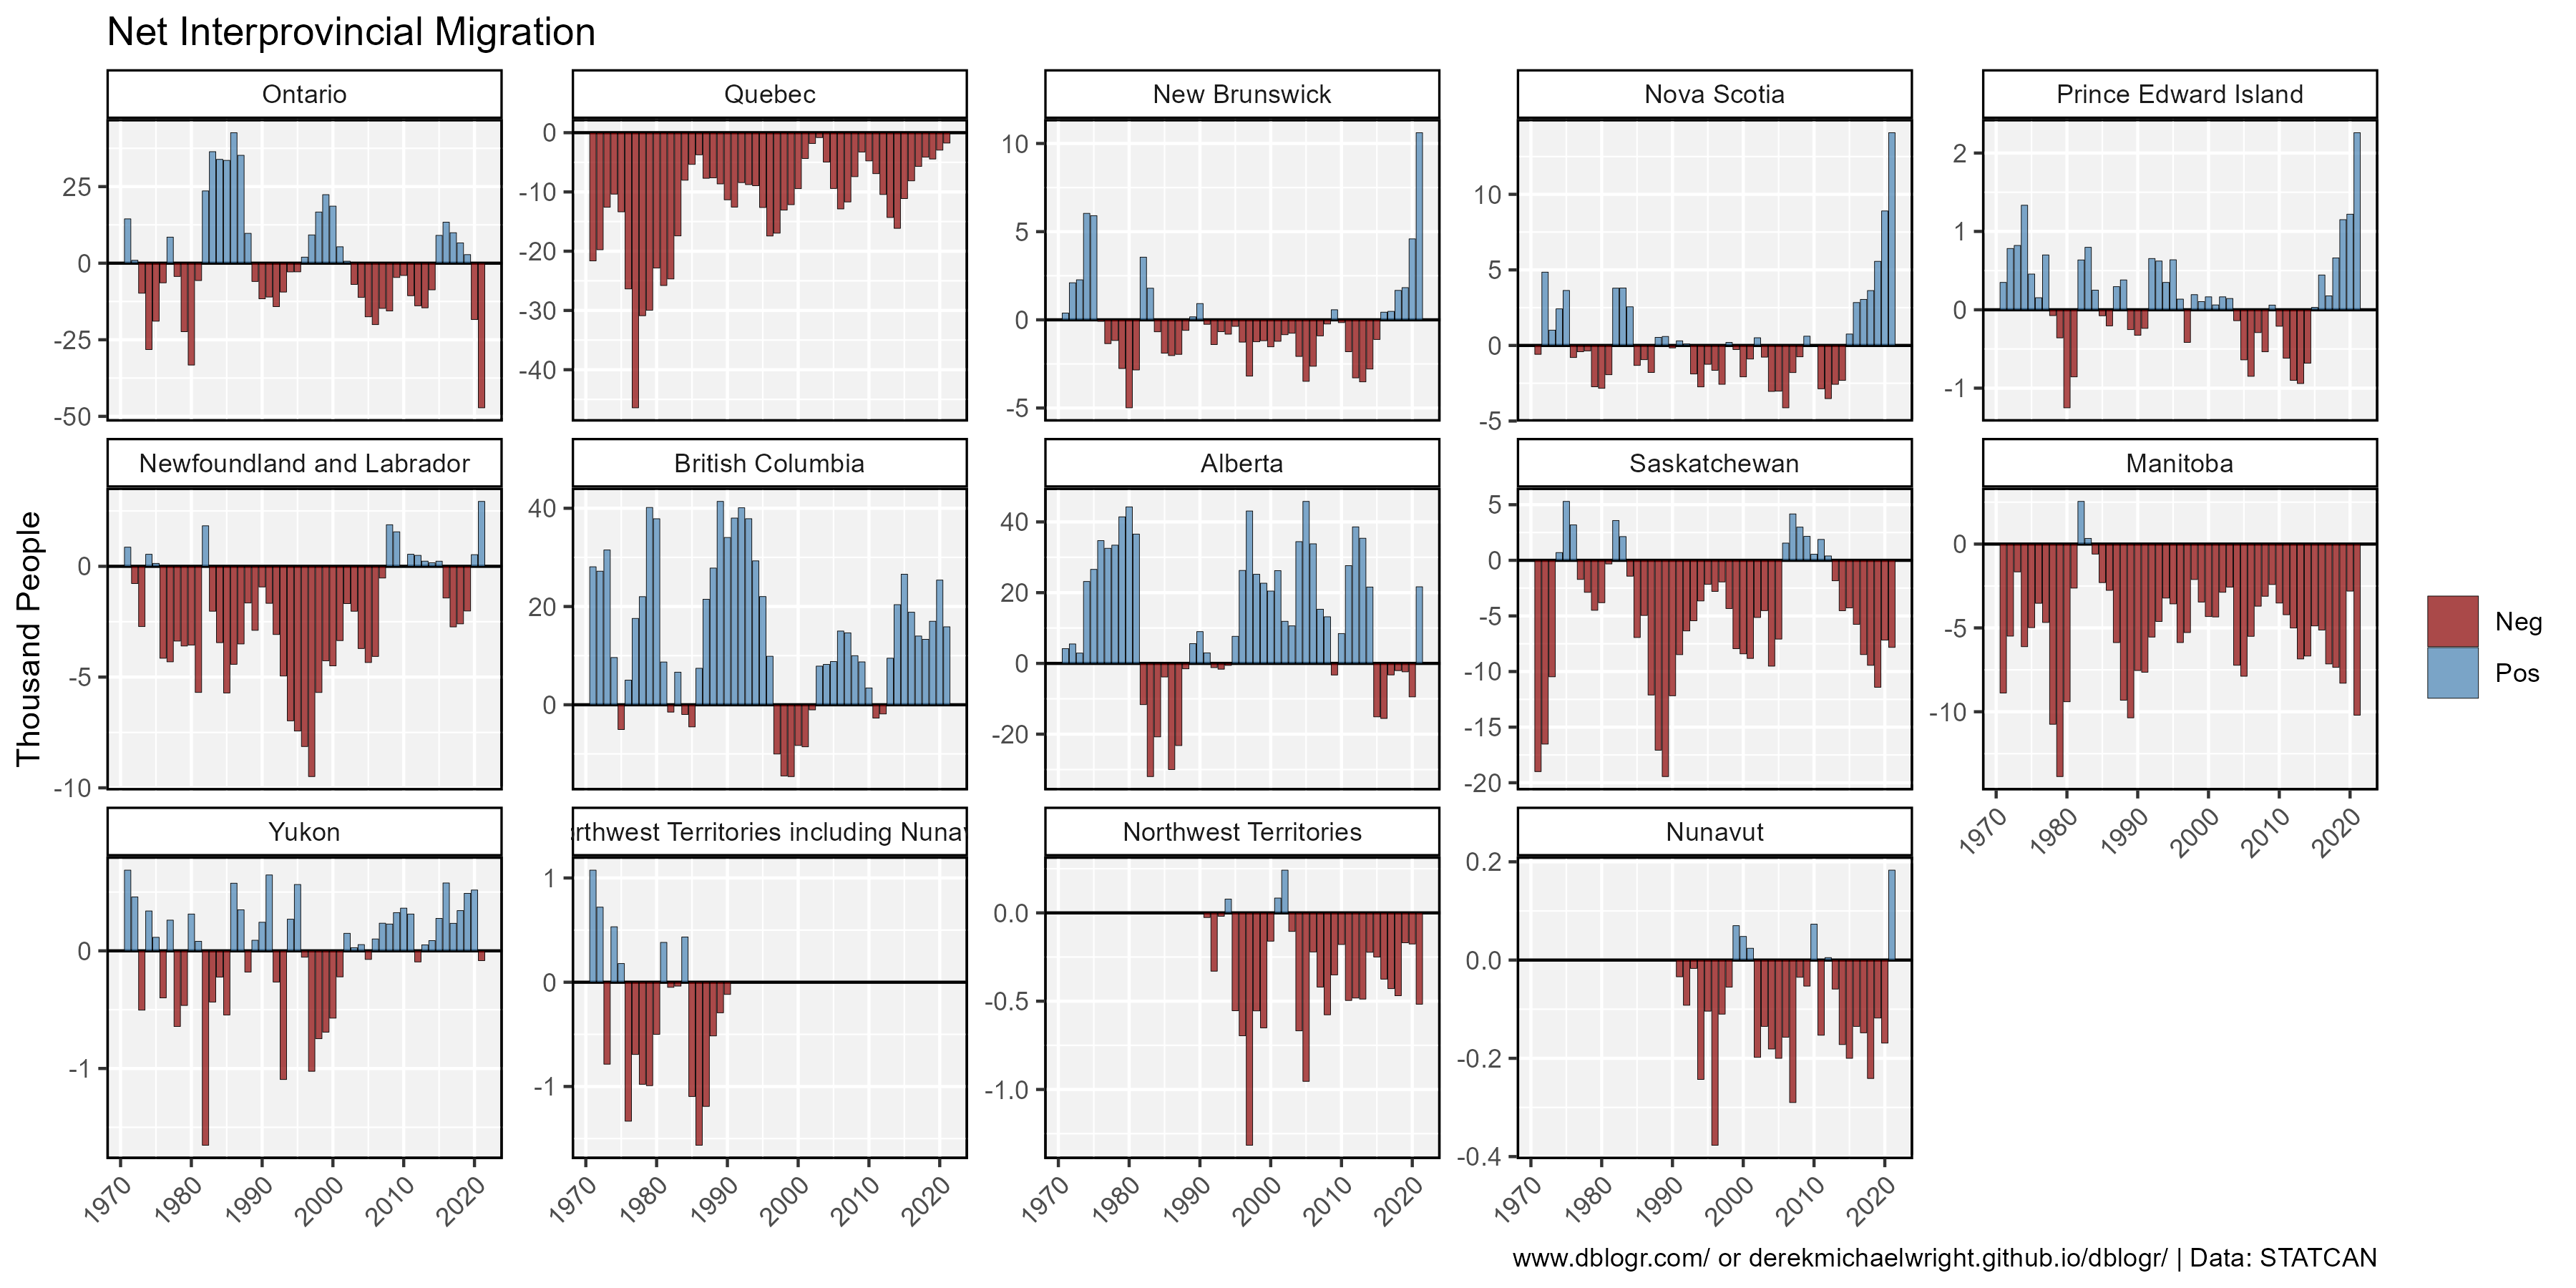 Net Interprovincial Migration
Thousand People
Ontario
25
0
-25
-50
Quebec
0
-10
-20
-30
-40
New Brunswick
10
5
0
-5
Nova Scotia
10
5
0
-5
Prince Edward Island
2
1
0
-1
Newfoundland and Labrador
0
-5
-10
British Columbia
40
20
0
Alberta
40
20
0
-20
Saskatchewan
5
0
-5
-10
-15
-20
Manitoba
0
-5
-10
1970 1980 1990 2000 2010 2020
Yukon
0
-1
1970 1980 1990 2000 2010 2020
rthwest Territories including Nuna
1
0
-1
1970 1980 1990 2000 2010 2020
Northwest Territories
0.0
-0.5
-1.0
1970 1980 1990 2000 2010 2020
Nunavut
0.2
0.0
-0.2
-0.4
1970 1980 1990 2000 2010 2020
Neg
Pos
www.dblogr.com/ or derekmichaelwright.github.io/dblogr/ | Data: STATCAN